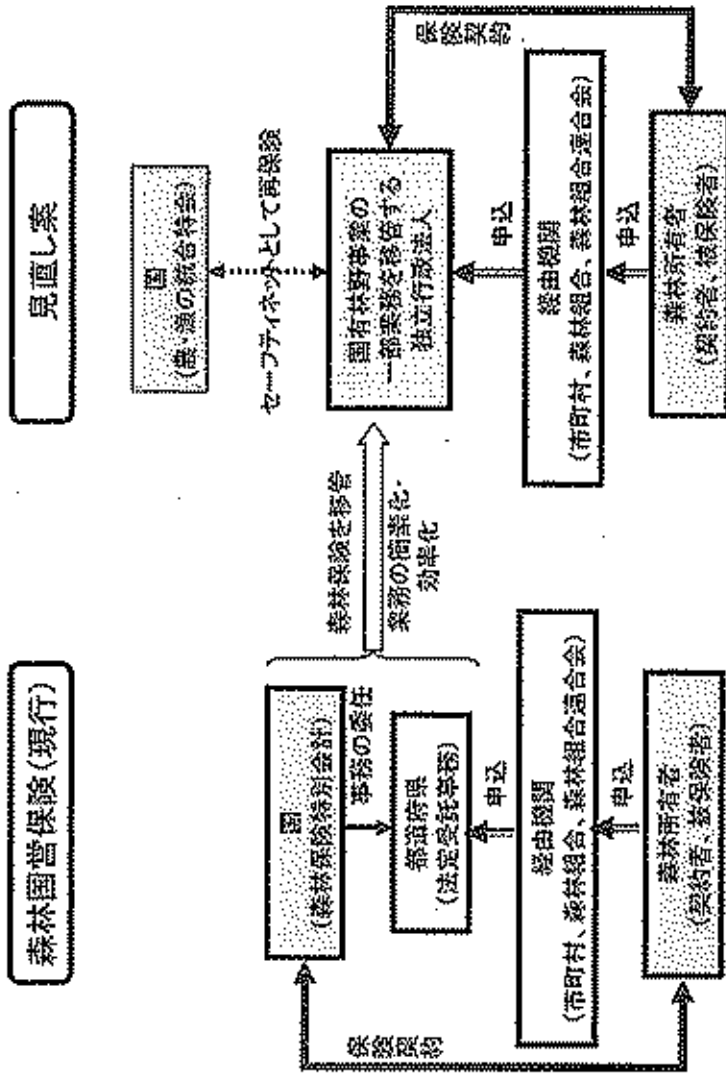 森林国営保険(現行)
国
(森林保険特別会計)
事務の委任
都道府県
(法定受託事務)
申込
経由機関
(市町村、森林組合、森林組合連合会)
申込
森林所有者
(契約者、被保険者)
保険契約
森林保険を移管
業務の簡素化・
効率化
見直し案
国
(農・漁の統合特会)
セーフティネットとして再保険
国有林野事業の
一部業務を移管する
独立行政法人
申込
経由機関
(市町村、森林組合、森林組合連合会)
申込
森林所有者
(契約者、被保険者)
保険契約